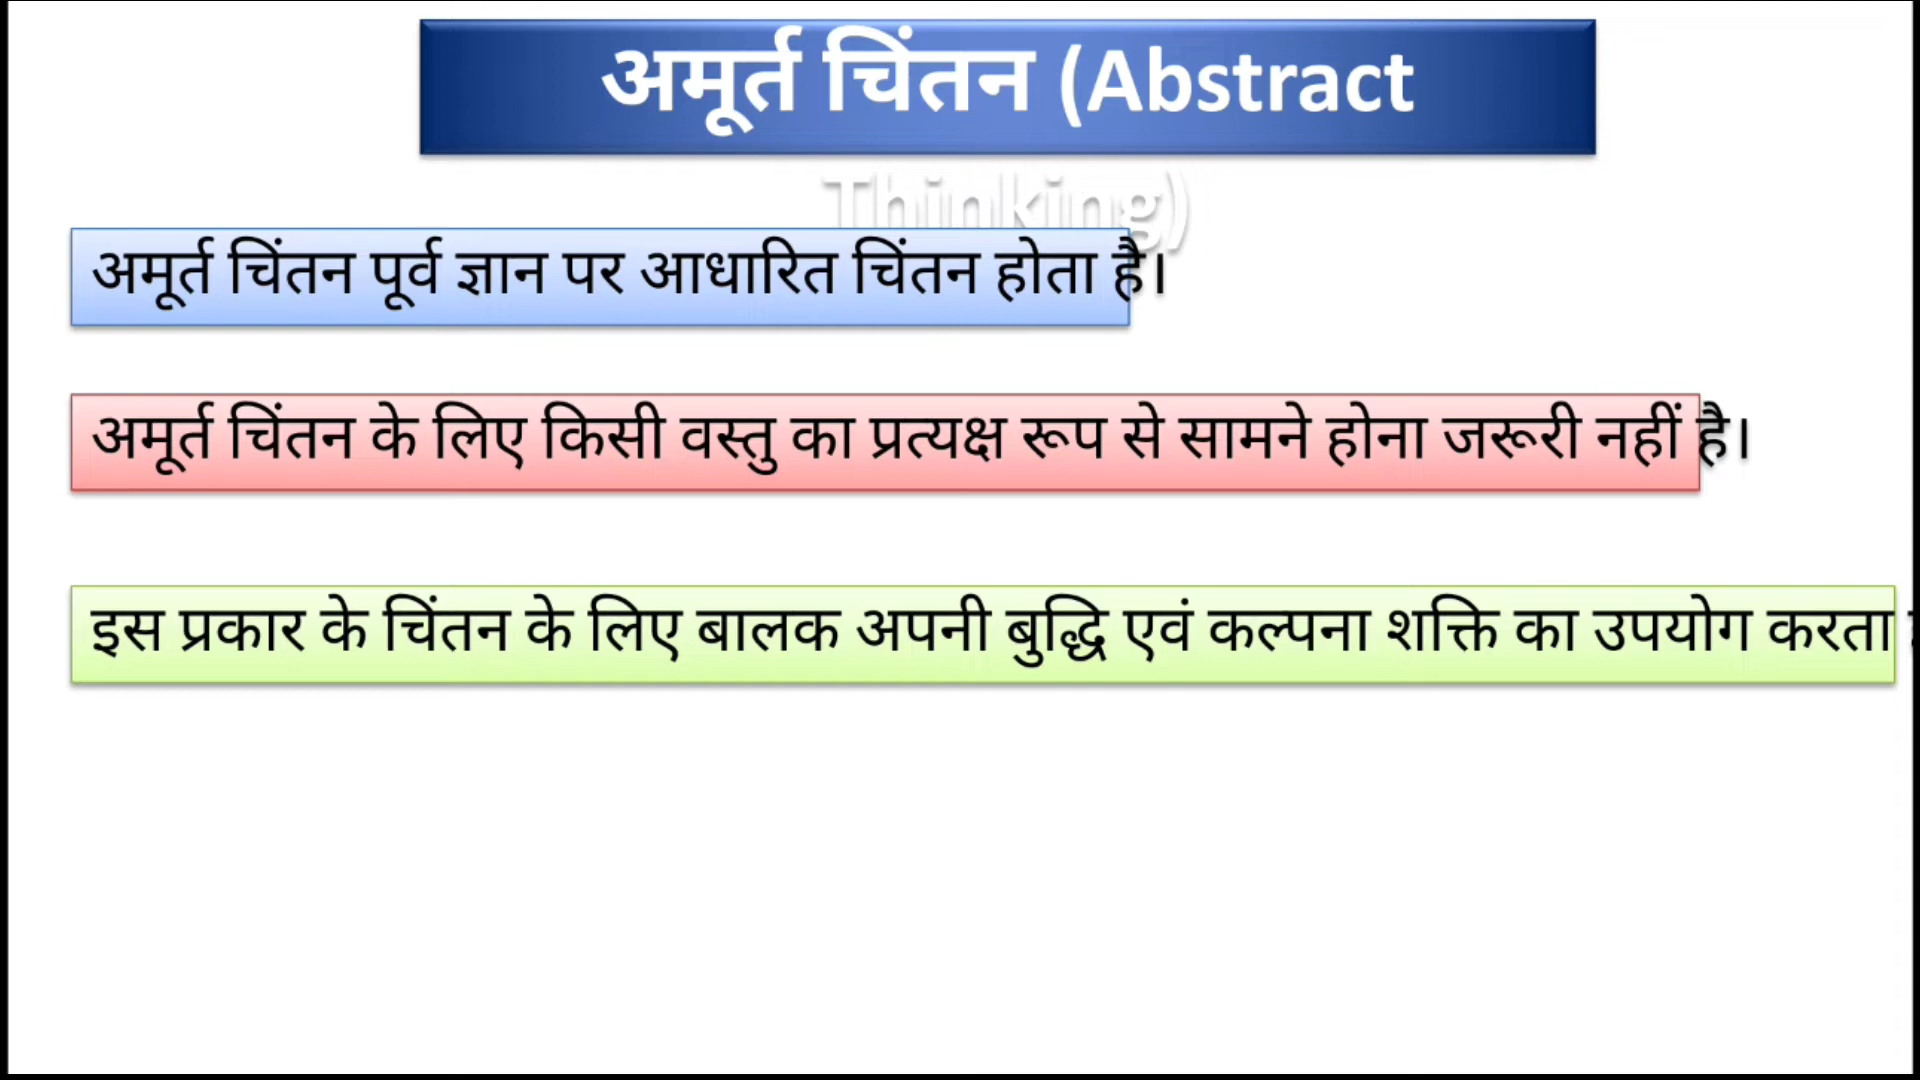 अमूर्त चिंतन (Abstract
Thinking)
अमूर्त चिंतन पूर्व ज्ञान पर आधारित चिंतन होता है।
अमूर्त चिंतन के लिए किसी वस्तु का प्रत्यक्ष रूप से सामने होना जरूरी नहीं है।
इस प्रकार के चिंतन के लिए बालक अपनी बुद्धि एवं कल्पना शक्ति का उपयोग करता